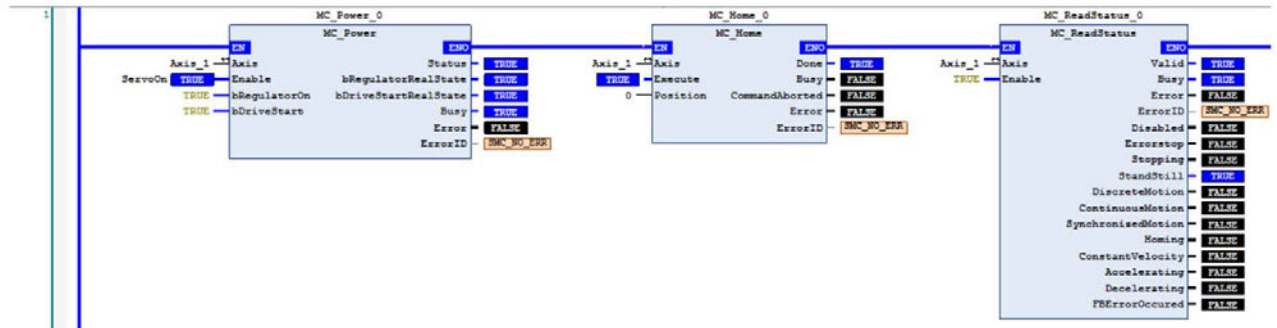 1
MC_Power_0
MC_Power
EN ENO
Axis_1 Axis Status TRUE
ServoOn TRUE Enable bRegulatorRealState TRUE
TRUE bRegulatorOn bDriveStartRealState TRUE
TRUE bDriveStart Busy TRUE
Error FALSE
ErrorID SMC_NO_ERR
MC_Home_0
MC_Home
EN ENO
Axis_1 Axis Done TRUE
TRUE Execute Busy FALSE
0 Position CommandAborted FALSE
Error FALSE
ErrorID SMC_NO_ERR
MC_ReadStatus_0
MC_ReadStatus
EN ENO
Axis_1 Axis Valid TRUE
TRUE Enable Busy TRUE
Error FALSE
ErrorID SMC_NO_ERR
Disabled FALSE
Errorstop FALSE
Stopping FALSE
StandStill TRUE
DiscreteMotion FALSE
ContinuousMotion FALSE
SynchronizedMotion FALSE
Homing FALSE
ConstantVelocity FALSE
Accelerating FALSE
Decelerating FALSE
FBErrorOccured FALSE